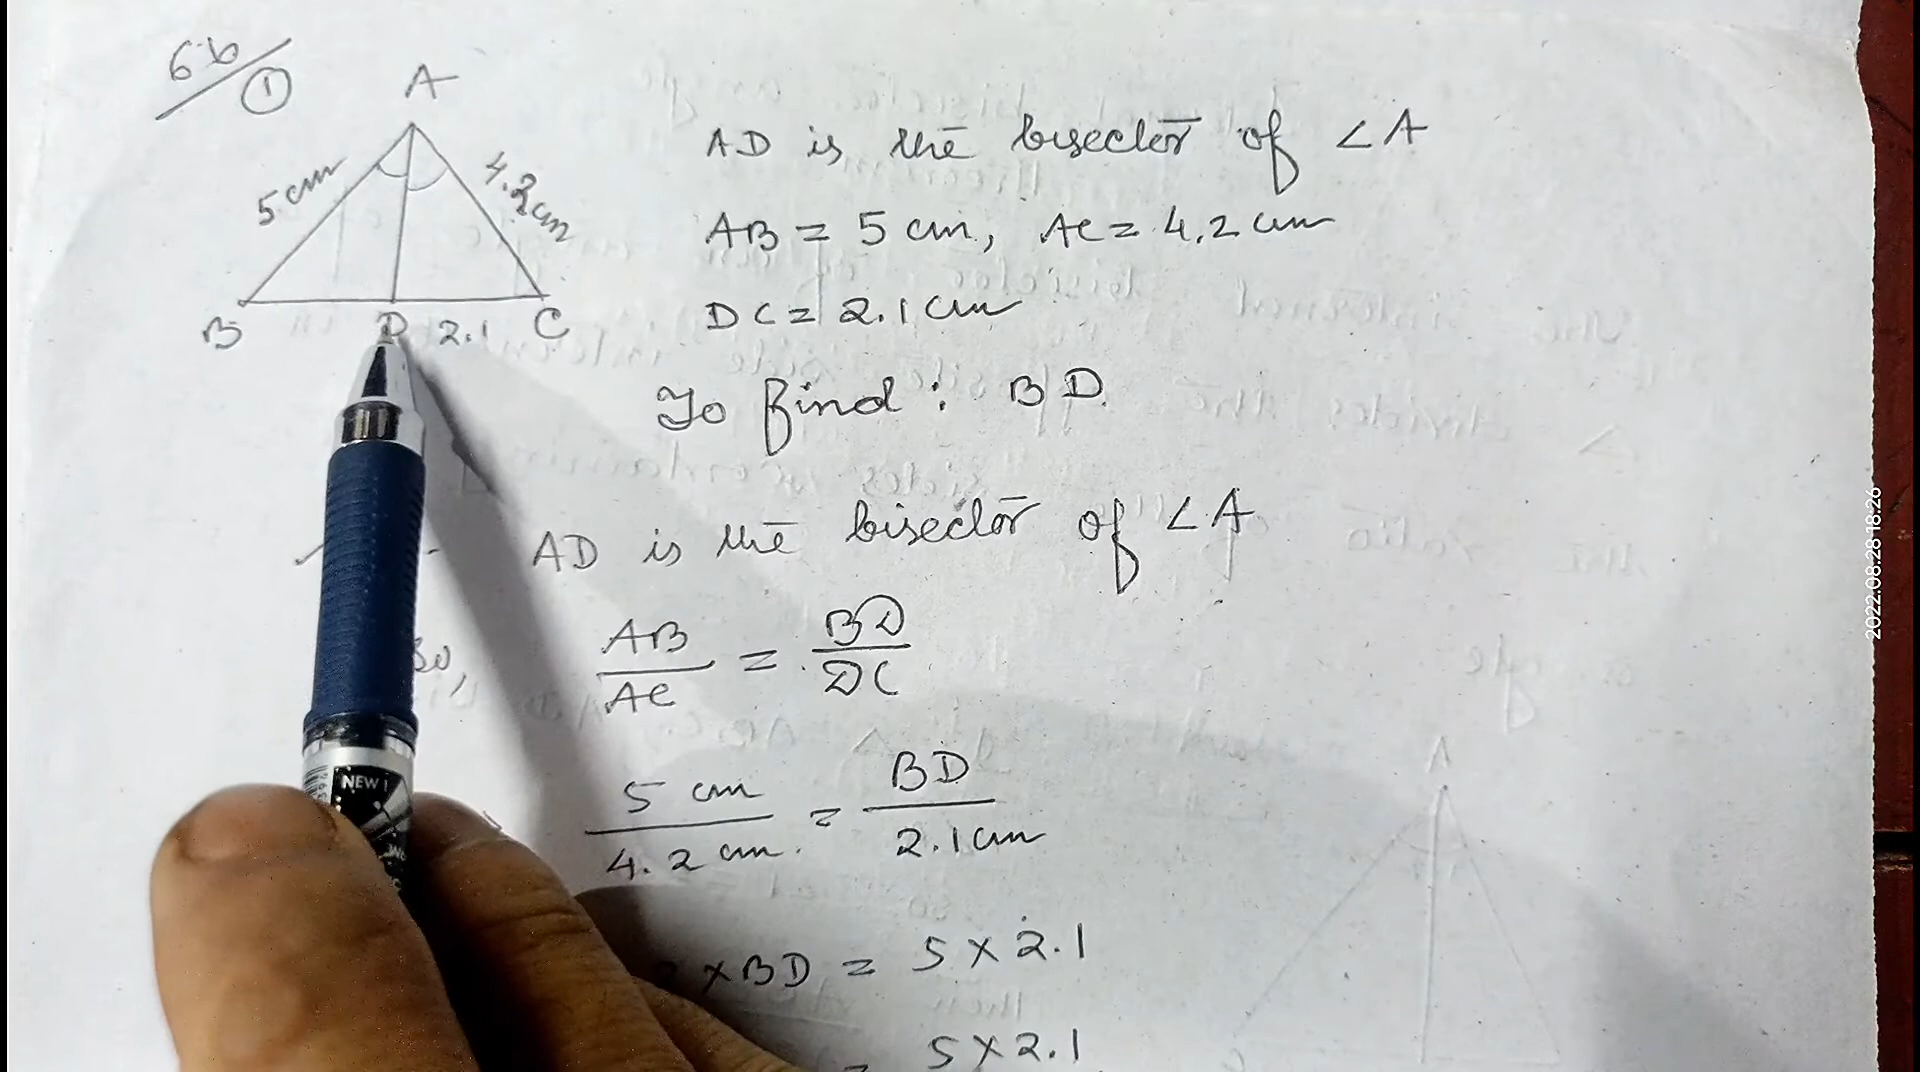 6b/①
A
5 cm
4.2 cm
B D 2.1 C
AD is the bisector of ∠A
AB = 5 cm, AC = 4.2 cm
DC = 2.1 cm
To find : BD.
AD is the bisector of ∠A
So, AB/AC = BD/DC
5 cm/4.2 cm = BD/2.1 cm
× BD = 5 × 2.1
= 5 × 2.1
NEW
A
2022.08.28 18:26